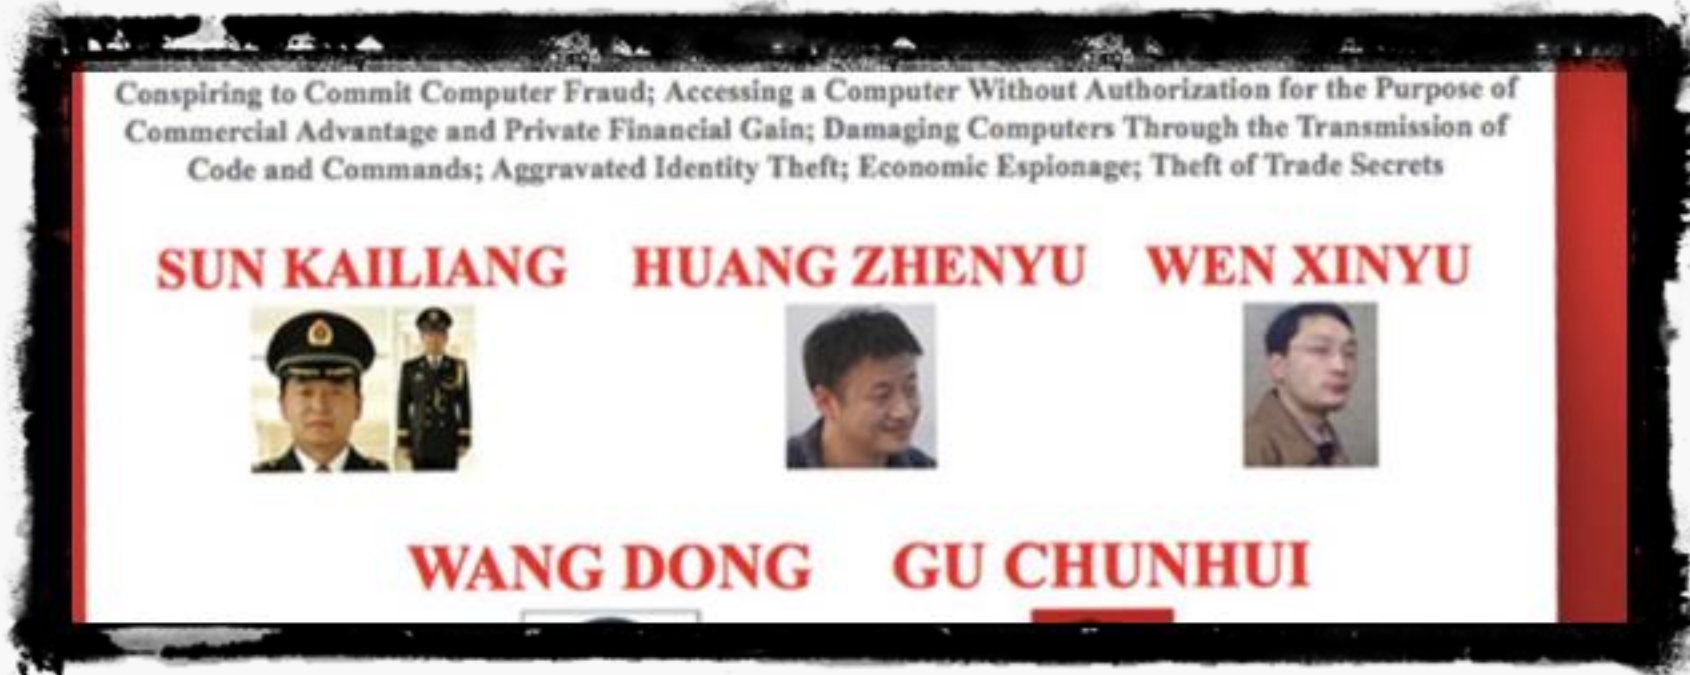 Conspiring to Commit Computer Fraud; Accessing a Computer Without Authorization for the Purpose of
Commercial Advantage and Private Financial Gain; Damaging Computers Through the Transmission of
Code and Commands; Aggravated Identity Theft; Economic Espionage; Theft of Trade Secrets
SUN KAILIANG HUANG ZHENYU WEN XINYU
WANG DONG GU CHUNHUI